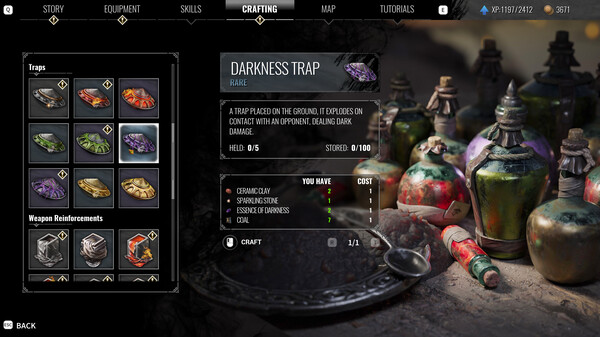 Q STORY EQUIPMENT SKILLS CRAFTING MAP TUTORIALS E XP:1197/2412 3671
Traps
DARKNESS TRAP
RARE
A TRAP PLACED ON THE GROUND, IT EXPLODES ON
CONTACT WITH AN OPPONENT, DEALING DARK
DAMAGE.
HELD: 0/5 STORED: 0/100
YOU HAVE COST
CERAMIC CLAY 2 1
SPARKLING STONE 1 1
ESSENCE OF DARKNESS 1
COAL 7 1
Weapon Reinforcements
CRAFT 1/1
ESC BACK